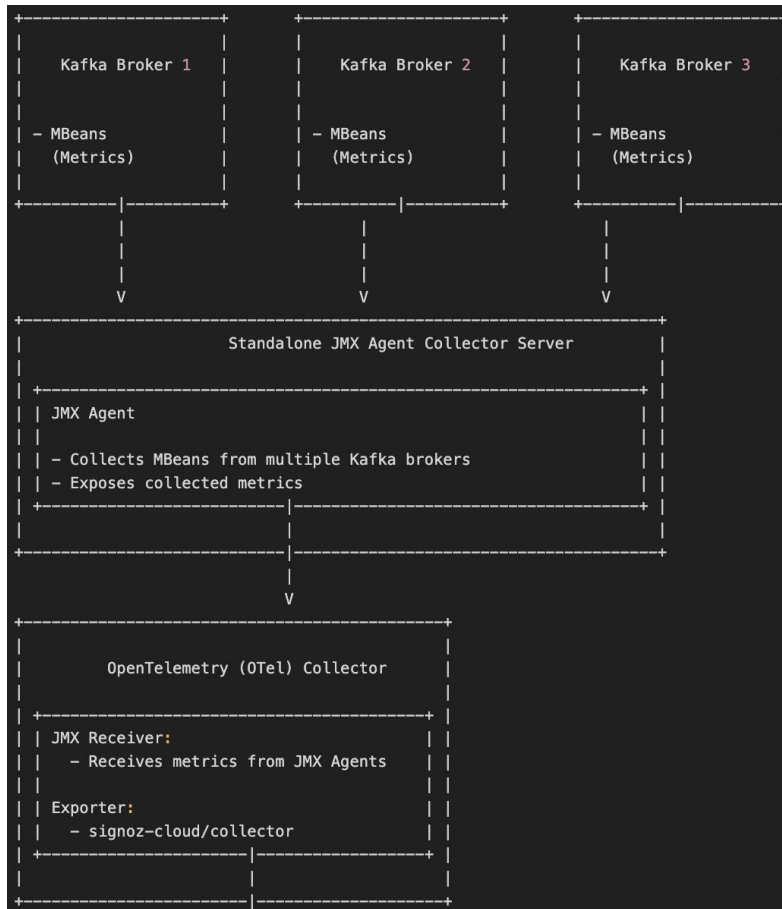 Kafka Broker 1 Kafka Broker 2 Kafka Broker 3
- MBeans - MBeans - MBeans
(Metrics) (Metrics) (Metrics)
V V V
Standalone JMX Agent Collector Server
JMX Agent
- Collects MBeans from multiple Kafka brokers
- Exposes collected metrics
V
OpenTelemetry (OTel) Collector
JMX Receiver:
- Receives metrics from JMX Agents
Exporter:
- signoz-cloud/collector